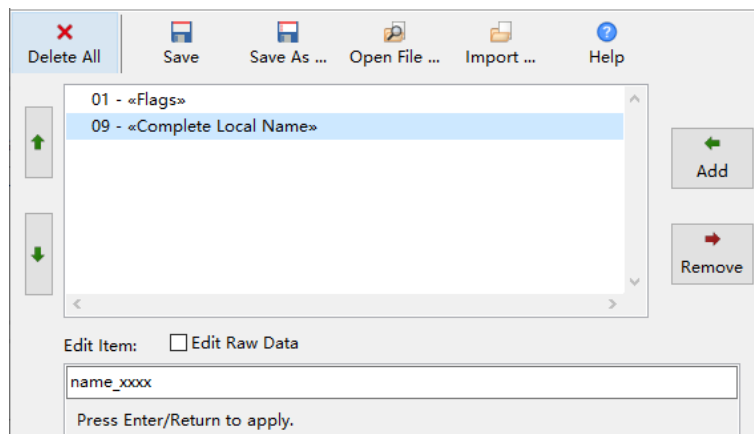 Delete All Save Save As ... Open File ... Import ... Help
01 - «Flags»
09 - «Complete Local Name»
Add
Remove
Edit Item: Edit Raw Data
name_xxxx
Press Enter/Return to apply.